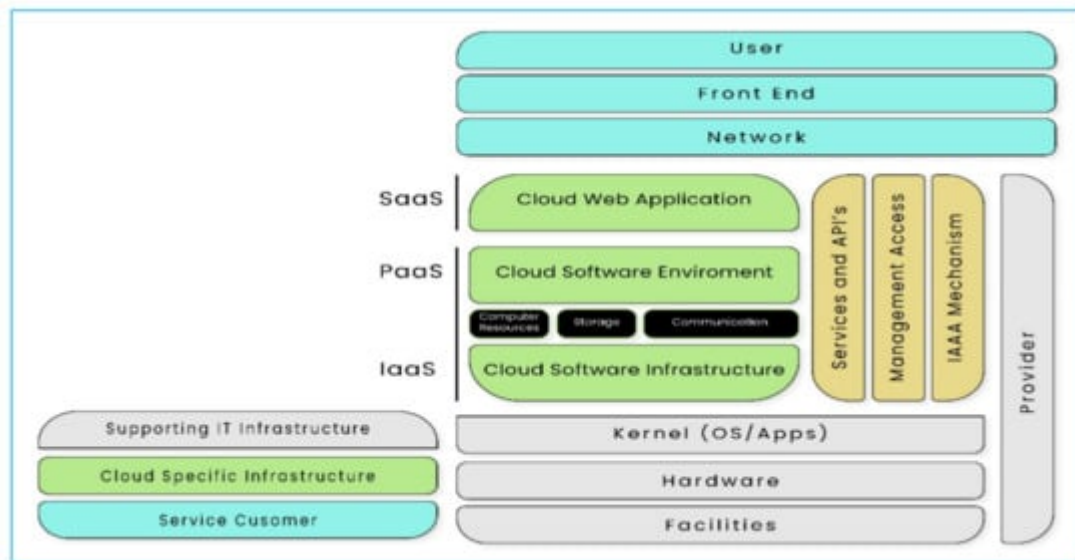 User
Front End
Network
SaaS
Cloud Web Application
PaaS
Cloud Software Enviroment
Computer
Resources
Storage
Communication
IaaS
Cloud Software Infrastructure
Services and API's
Management Access
IAAA Mechanism
Provider
Supporting IT Infrastructure
Kernel (OS/Apps)
Cloud Specific Infrastructure
Hardware
Service Cusomer
Facilities